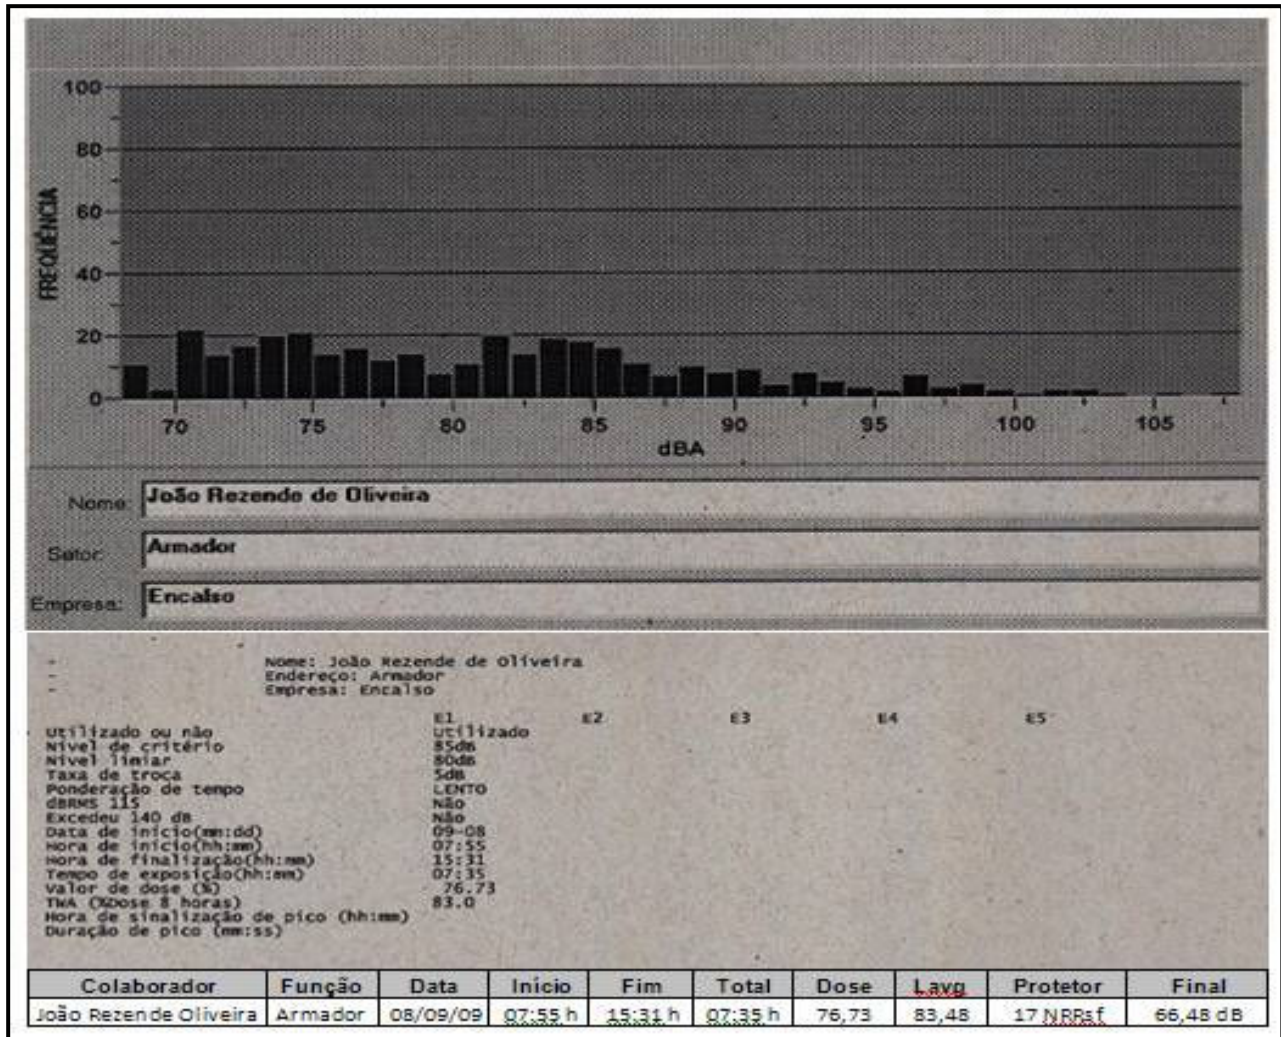 100
80
60
40
20
0
FREQUÊNCIA
70 75 80 85 90 95 100 105
dBA
Nome: João Rezende de Oliveira
Setor: Armador
Empresa: Encalso
Nome: João Rezende de Oliveira
Endereço: Armador
Empresa: Encalso
E1 E2 E3 E4 E5
Utilizado ou não Utilizado
Nivel de critério 85dB
Nivel limiar 80dB
Taxa de troca 5dB
Ponderação de tempo LENTO
dBRMS 115 Não
Excedeu 140 dB Não
Data de início(mm:dd) 09-08
Hora de início(hh:mm) 07:55
Hora de finalização(hh:mm) 15:31
Tempo de exposição(hh:mm) 07:35
Valor de dose (%) 76.73
TWA (%Dose 8 horas) 83.0
Hora de sinalização de pico (hh:mm)
Duração de pico (mm:ss)
Colaborador Função Data Início Fim Total Dose Lavg Protetor Final
João Rezende Oliveira Armador 08/09/09 07:55 h 15:31 h 07:35 h 76,73 83,48 17 NRRsf 66,48 dB